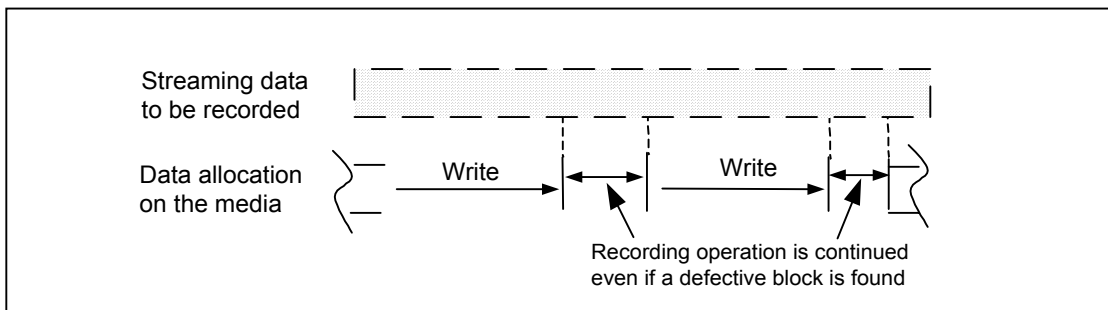 Streaming data
to be recorded
Data allocation
on the media
Write
Write
Recording operation is continued
even if a defective block is found